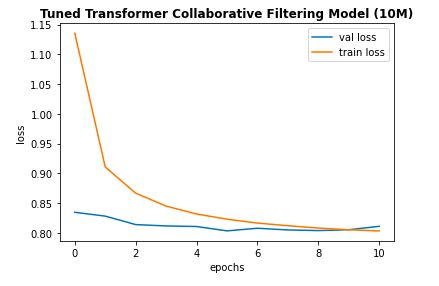 Tuned Transformer Collaborative Filtering Model (10M)
1.15
1.10
1.05
1.00
0.95
0.90
0.85
0.80
loss
val loss
train loss
0 2 4 6 8 10
epochs